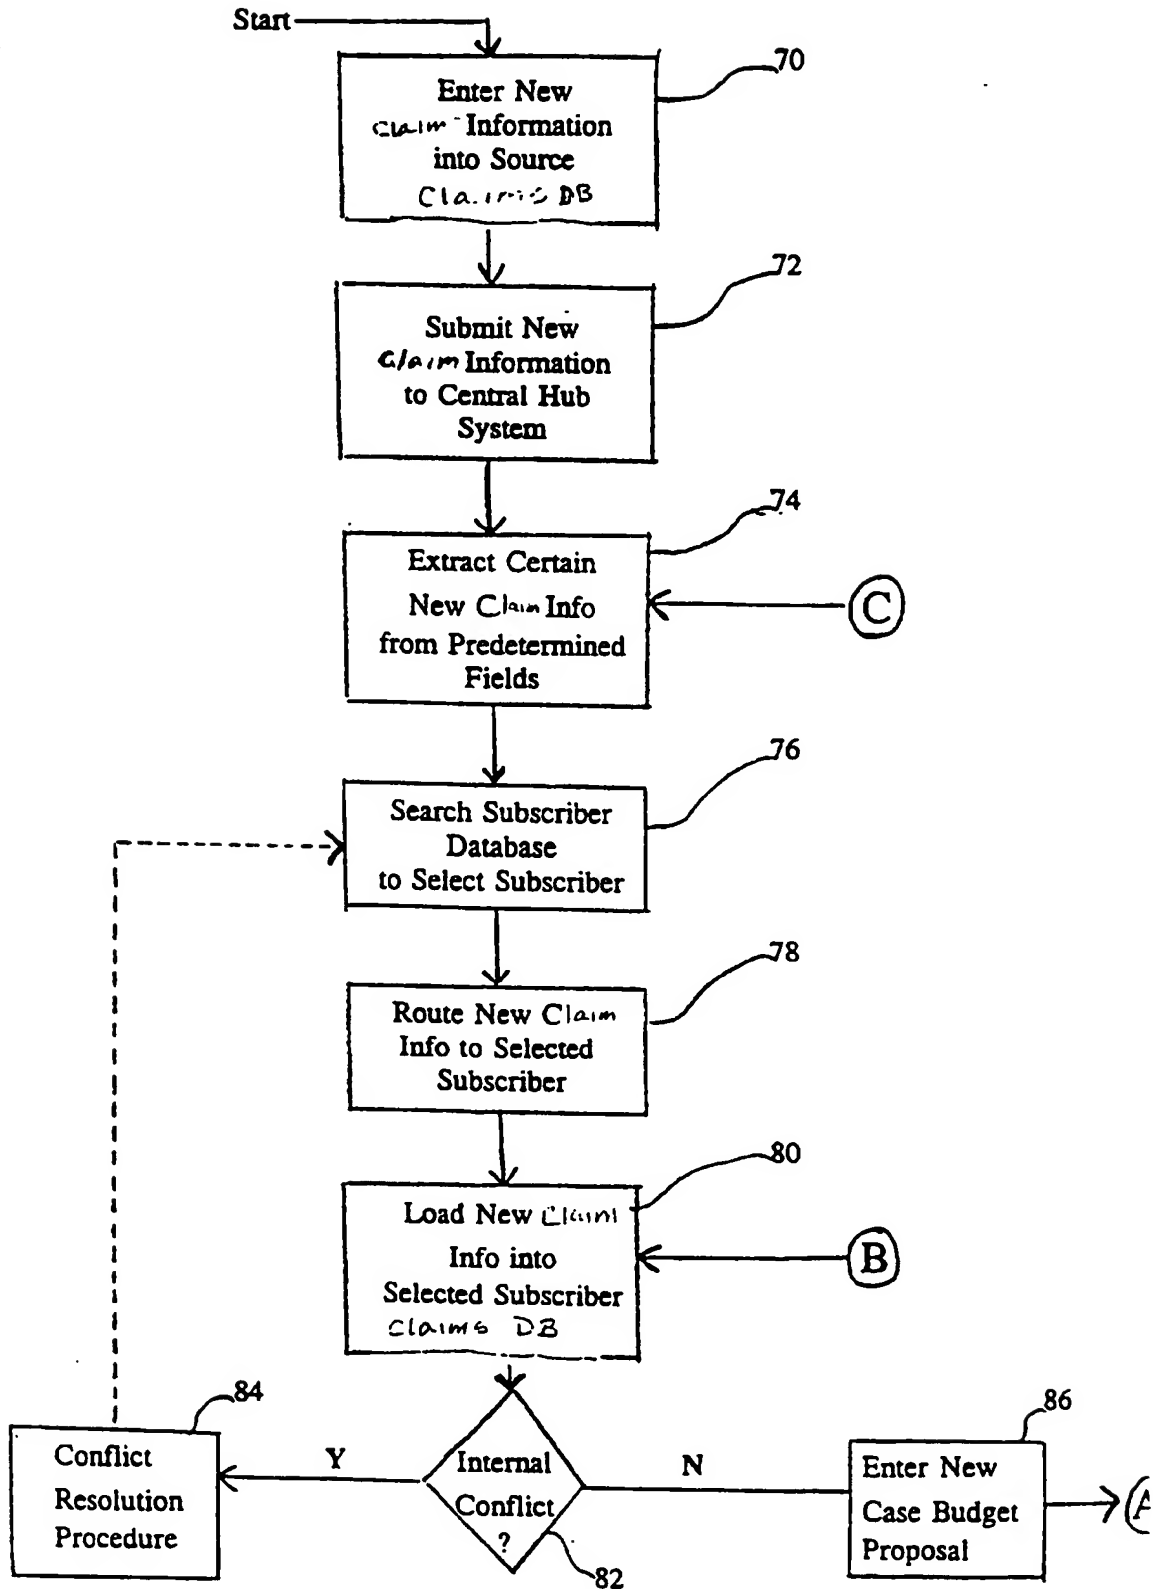 Start
70
Enter New
Claim Information
into Source
Claims DB
72
Submit New
Claim Information
to Central Hub
System
74
Extract Certain
New Claim Info
from Predetermined
Fields
C
76
Search Subscriber
Database
to Select Subscriber
78
Route New Claim
Info to Selected
Subscriber
80
Load New Claim
Info into
Selected Subscriber
Claims DB
B
84
Conflict
Resolution
Procedure
Y
Internal
Conflict
?
82
N
86
Enter New
Case Budget
Proposal
A